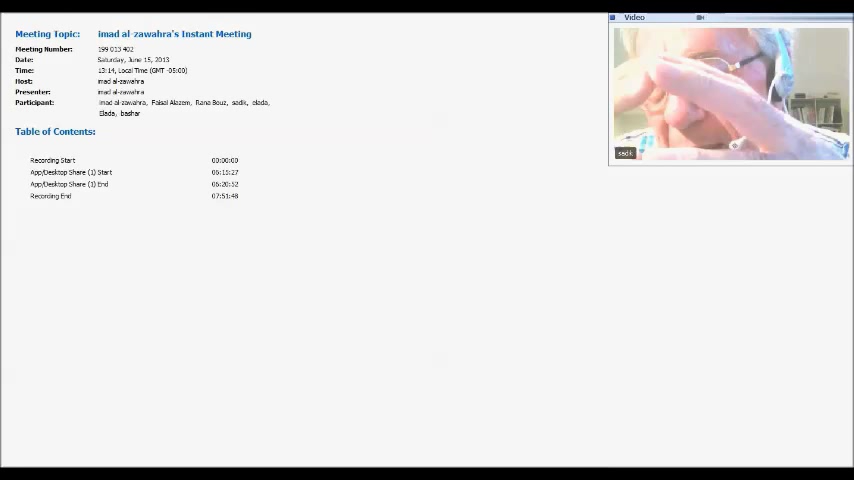 Meeting Topic: imad al-zawahra's Instant Meeting
Meeting Number: 199 013 402
Date: Saturday, June 15, 2013
Time: 13:14, Local Time (GMT -05:00)
Host: imad al-zawahra
Presenter: imad al-zawahra
Participant: imad al-zawahra, Faisal Alazem, Rana Bouz, sadik, elada,
Elada, bashar
Table of Contents:
Recording Start 00:00:00
App/Desktop Share (1) Start 06:15:27
App/Desktop Share (1) End 06:20:52
Recording End 07:51:48
Video
sadik